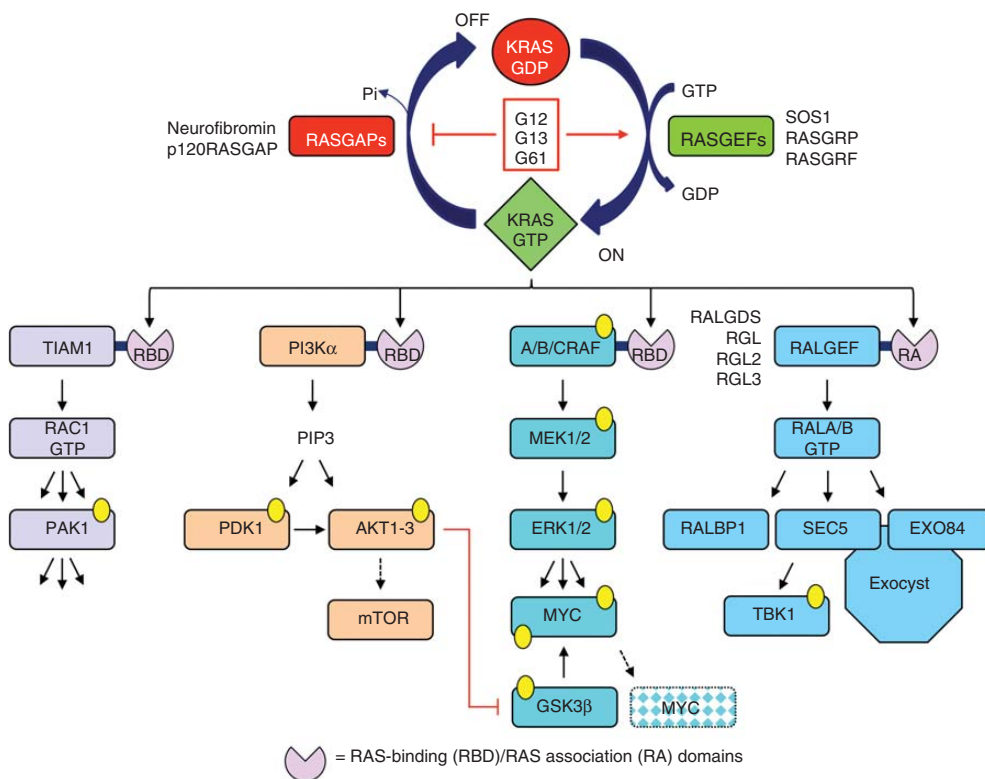 OFF
KRAS
GDP
Pi
GTP
Neurofibromin
p120RASGAP
RASGAPs
G12
G13
G61
RASGEFs
SOS1
RASGRP
RASGRF
GDP
KRAS
GTP
ON
TIAM1
RBD
PI3Kα
RBD
A/B/CRAF
RBD
RALGDS
RGL
RGL2
RGL3
RALGEF
RA
RAC1
GTP
PIP3
MEK1/2
RALA/B
GTP
PAK1
PDK1
AKT1-3
ERK1/2
RALBP1
SEC5
EXO84
Exocyst
mTOR
MYC
TBK1
GSK3β
MYC
= RAS-binding (RBD)/RAS association (RA) domains